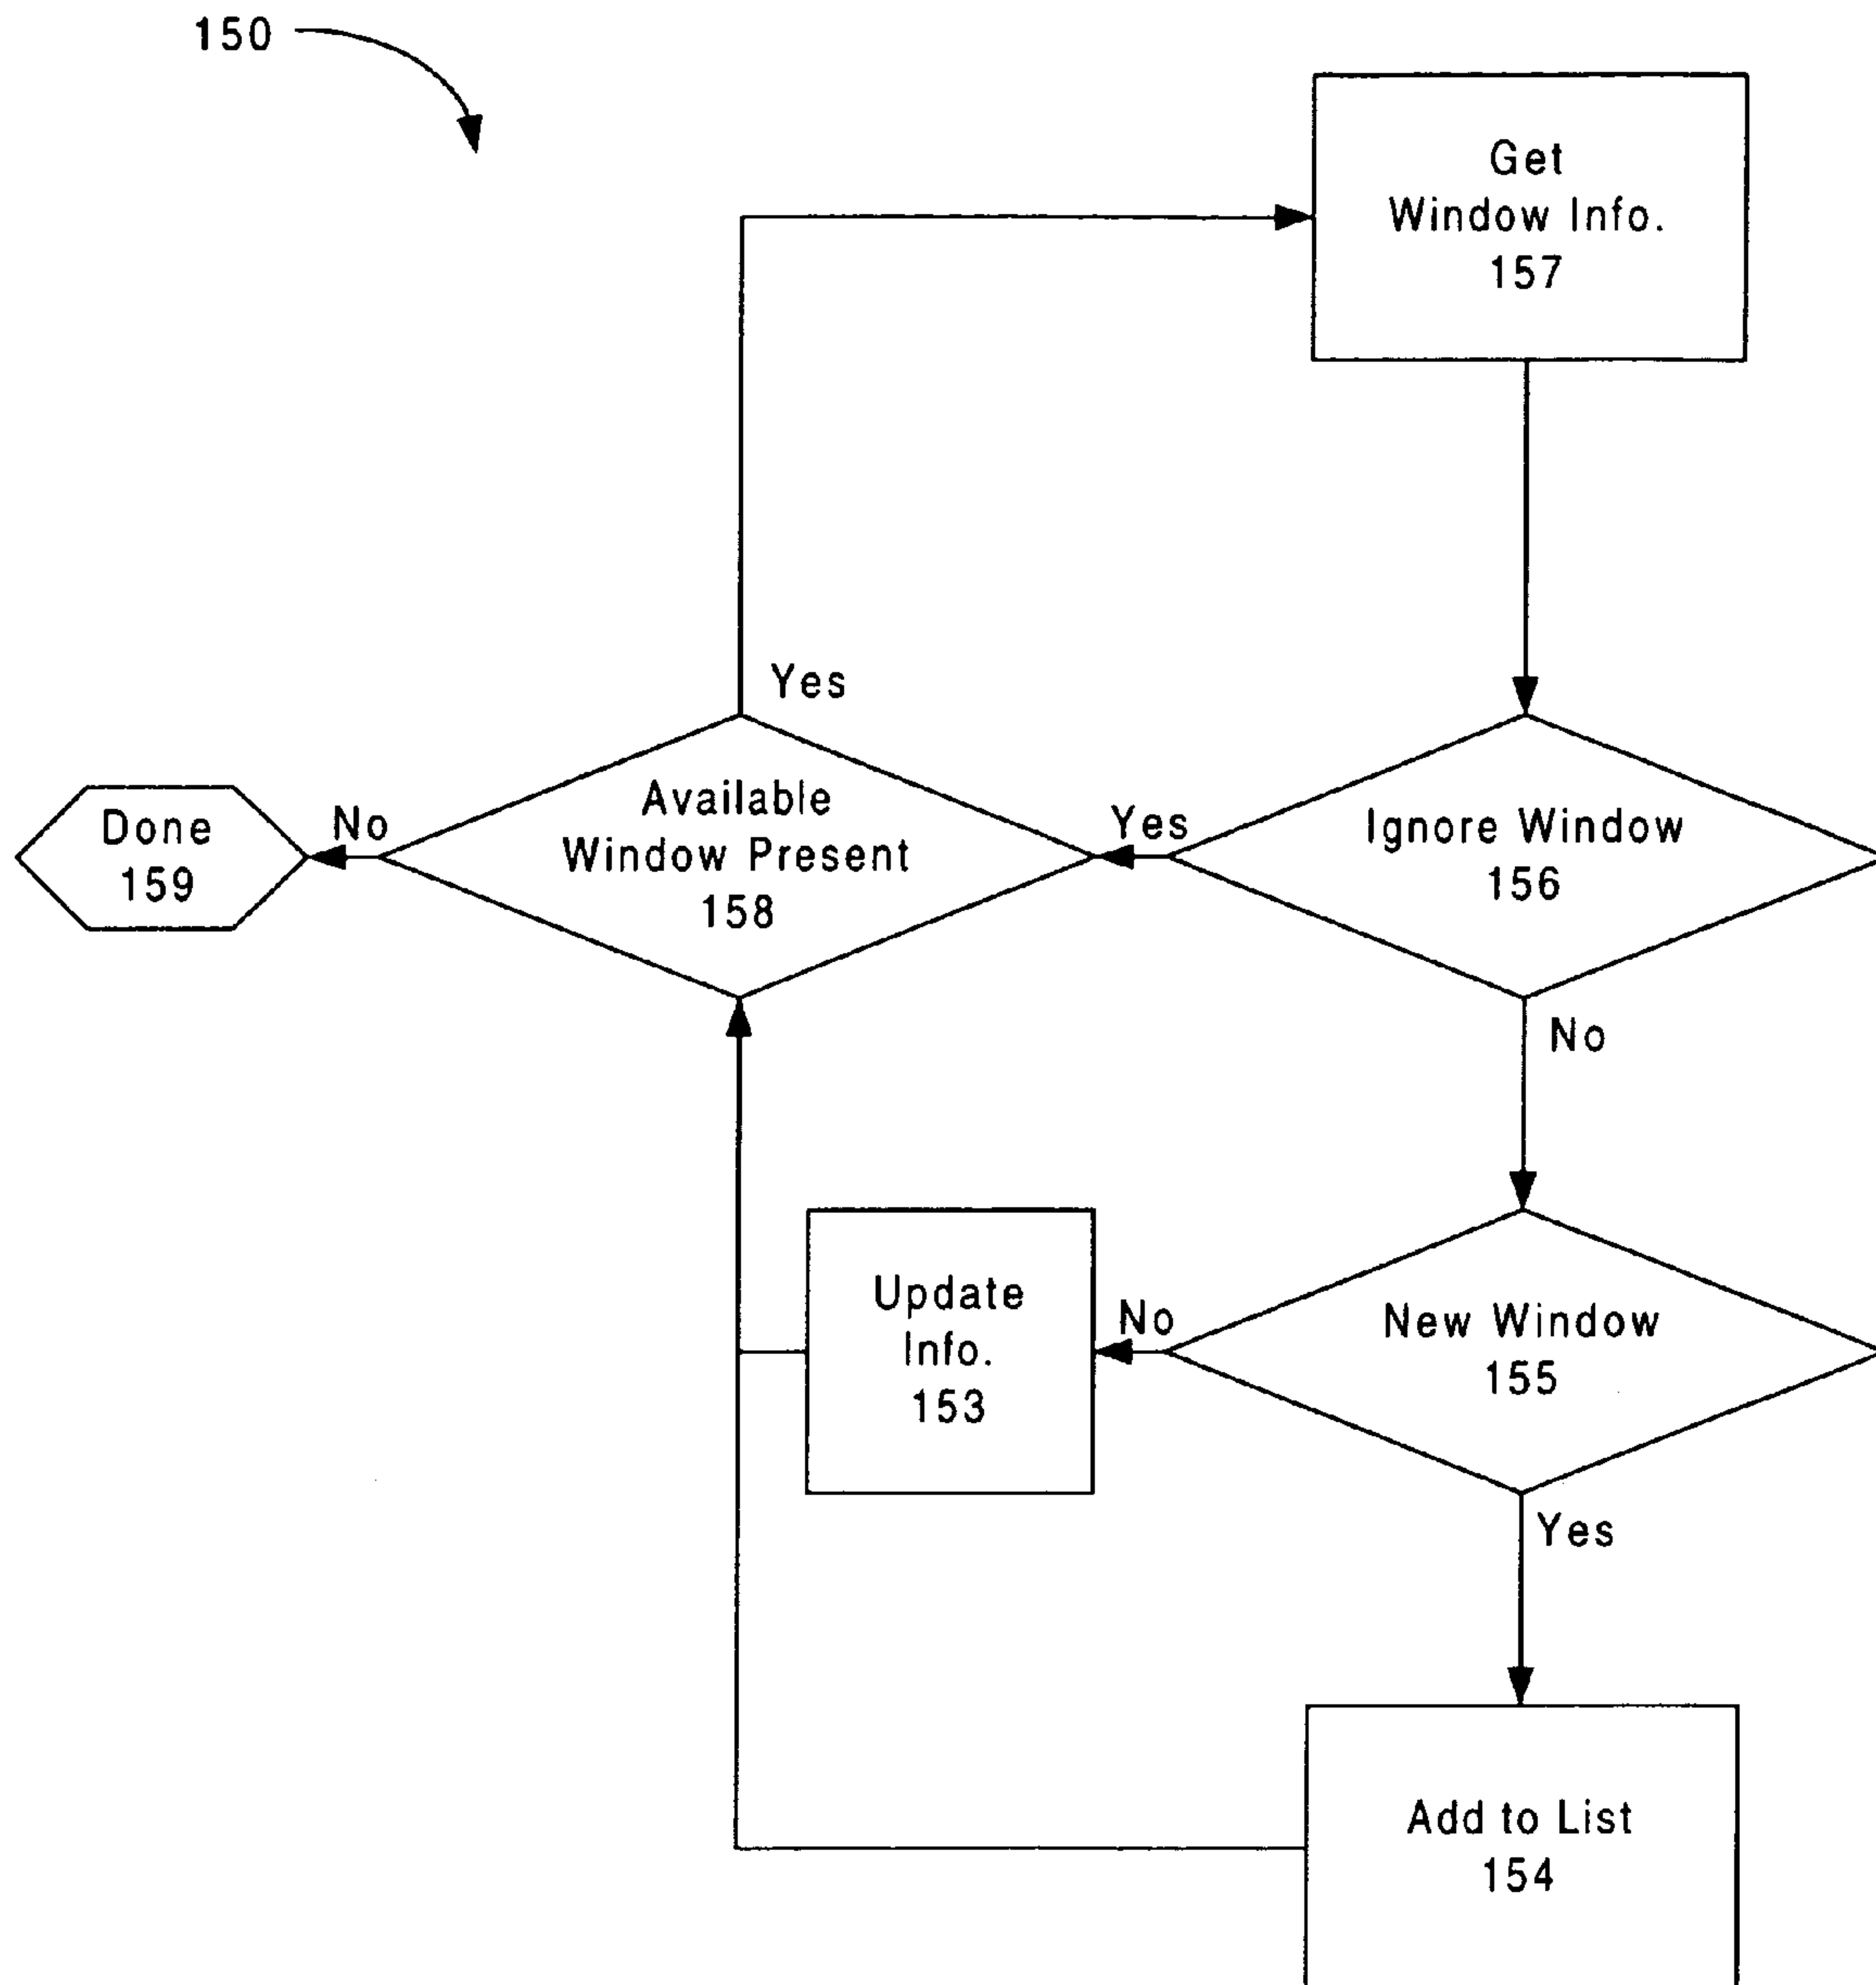 150
Get
Window Info.
157
Yes
Available
Window Present
158
Yes
Ignore Window
156
No
Done
159
No
Update
Info.
153
No
New Window
155
Yes
Add to List
154